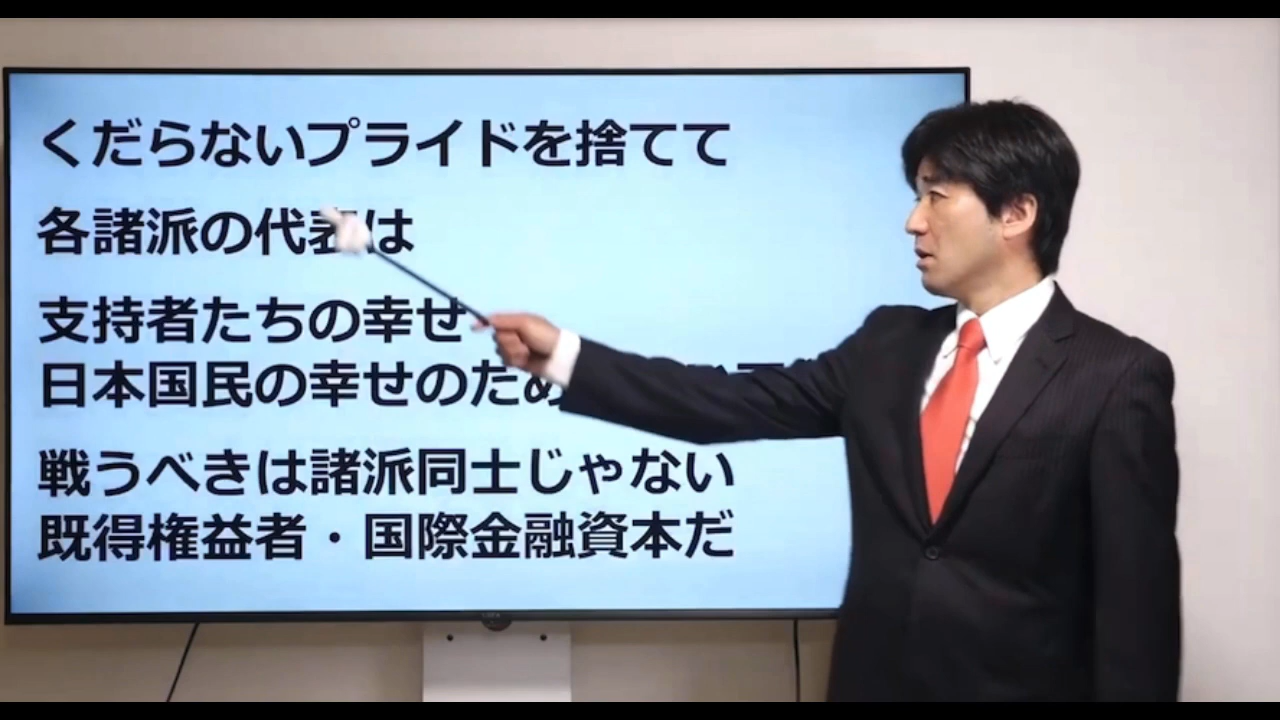 くだらないプライドを捨てて
各諸派の代表は
支持者たちの幸せ
日本国民の幸せのため
戦うべきは諸派同士じゃない
既得権益者・国際金融資本だ